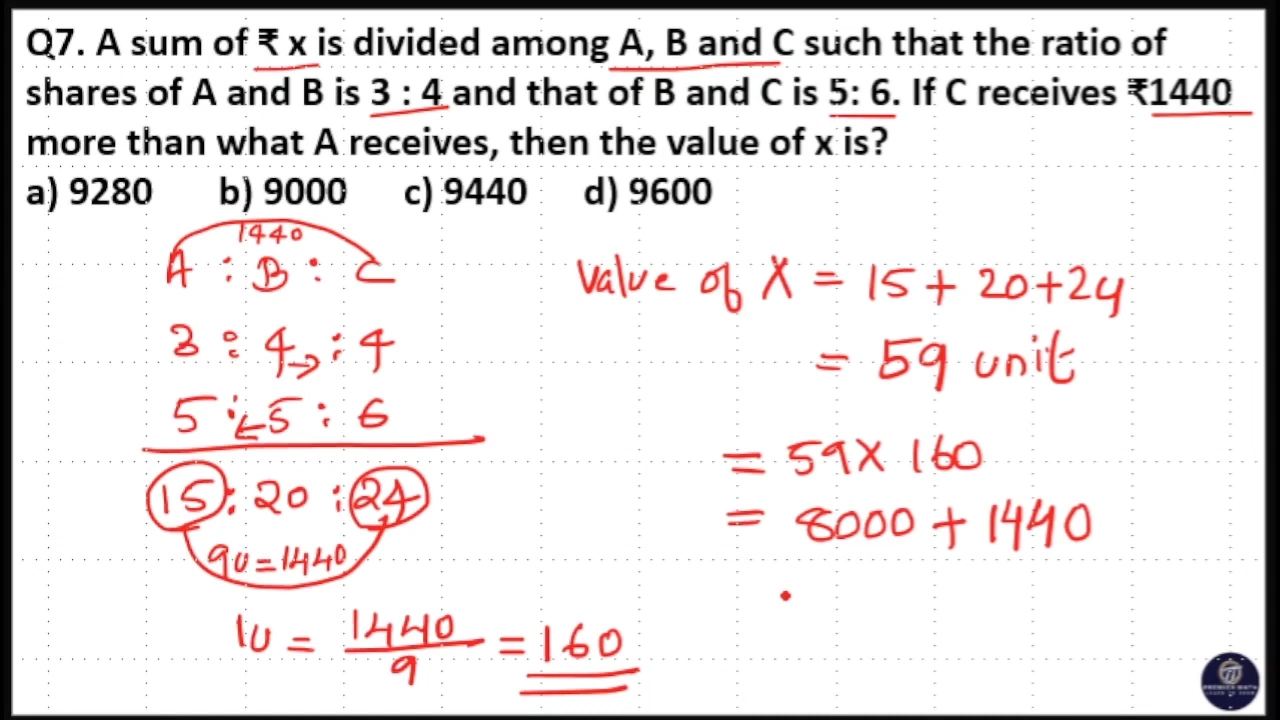 Q7. A sum of ₹ x is divided among A, B and C such that the ratio of
shares of A and B is 3 : 4 and that of B and C is 5: 6. If C receives ₹1440
more than what A receives, then the value of x is?
a) 9280 b) 9000 c) 9440 d) 9600
1440
A : B : C
3 : 4 : 4
5 : 5 : 6
15 : 20 : 24
9U = 1440
1U = 1440/9 = 160
Value of X = 15 + 20 + 24
= 59 unit
= 59 X 160
= 8000 + 1440
PREMIER MATH